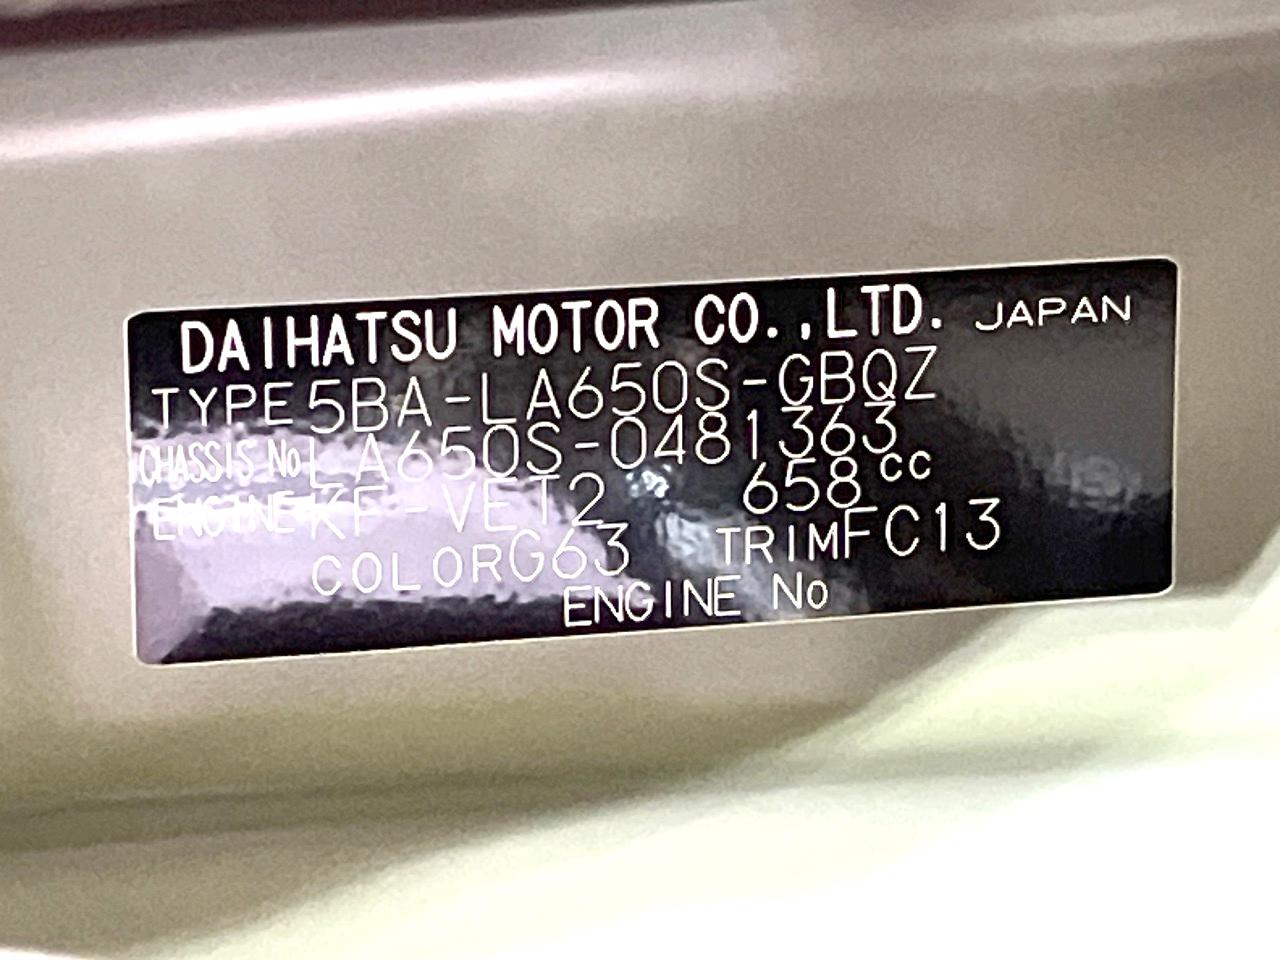 DAIHATSU MOTOR CO.,LTD. JAPAN
TYPE 5BA-LA650S-GBQZ
CHASSIS No LA650S-0481363
ENGINE KF-VET2 658cc
COLOR G63 TRIM FC13
ENGINE No